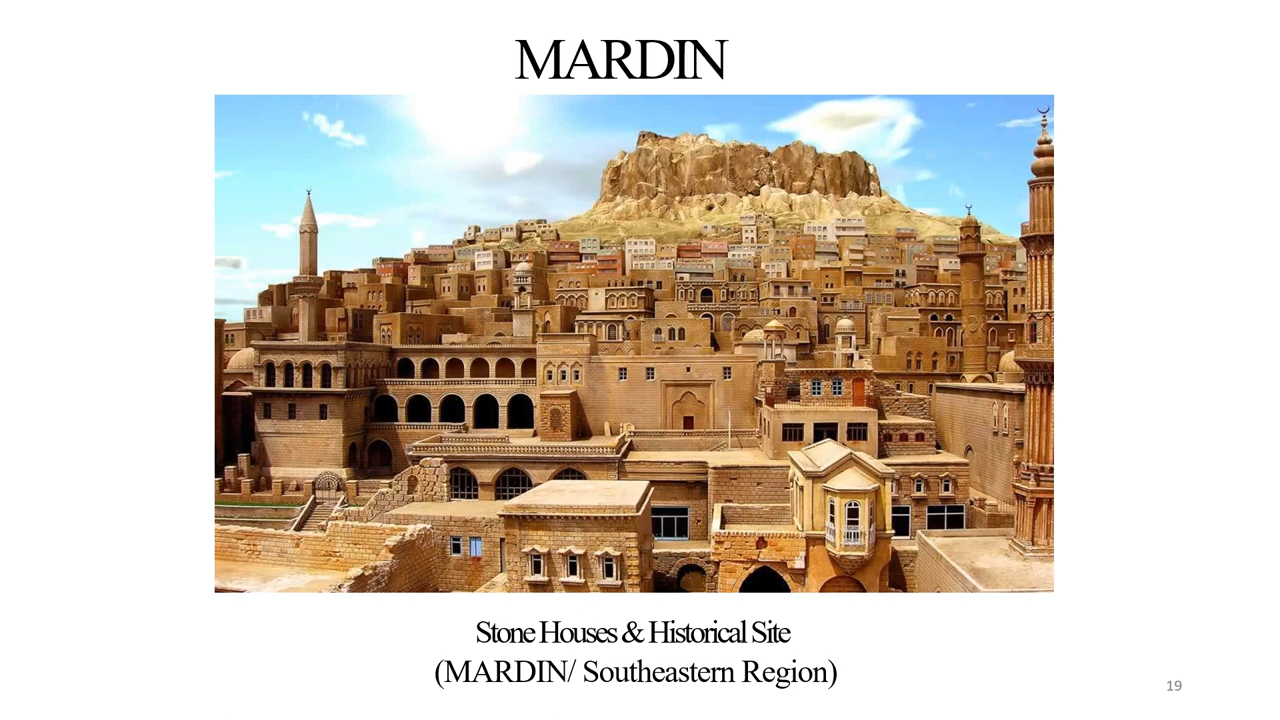 MARDIN
Stone Houses & Historical Site
(MARDIN/ Southeastern Region)
19